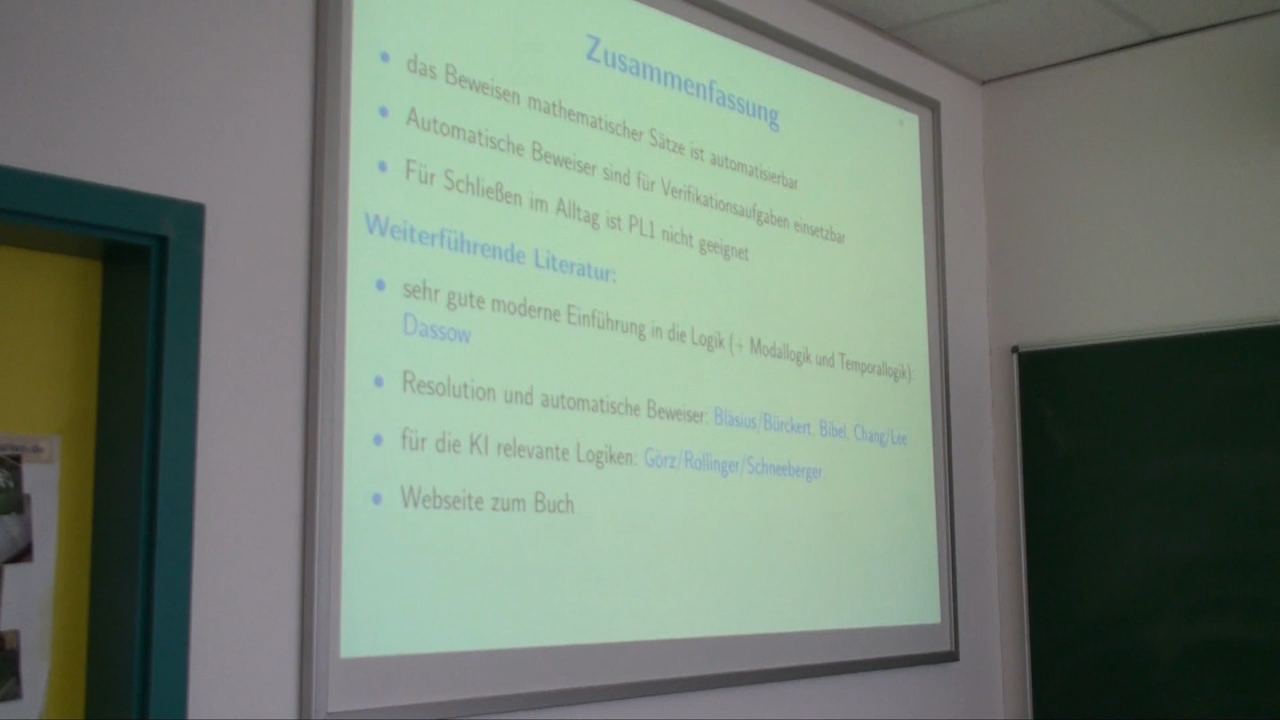 Zusammenfassung
• das Beweisen mathematischer Sätze ist automatisierbar
• Automatische Beweiser sind für Verifikationsaufgaben einsetzbar
• Für Schließen im Alltag ist PL1 nicht geeignet
Weiterführende Literatur:
• sehr gute moderne Einführung in die Logik (+ Modallogik und Temporallogik):
Dassow
• Resolution und automatische Beweiser: Bläsius/Bürckert, Bibel, Chang/Lee
• für die KI relevante Logiken: Görz/Rollinger/Schneeberger
• Webseite zum Buch